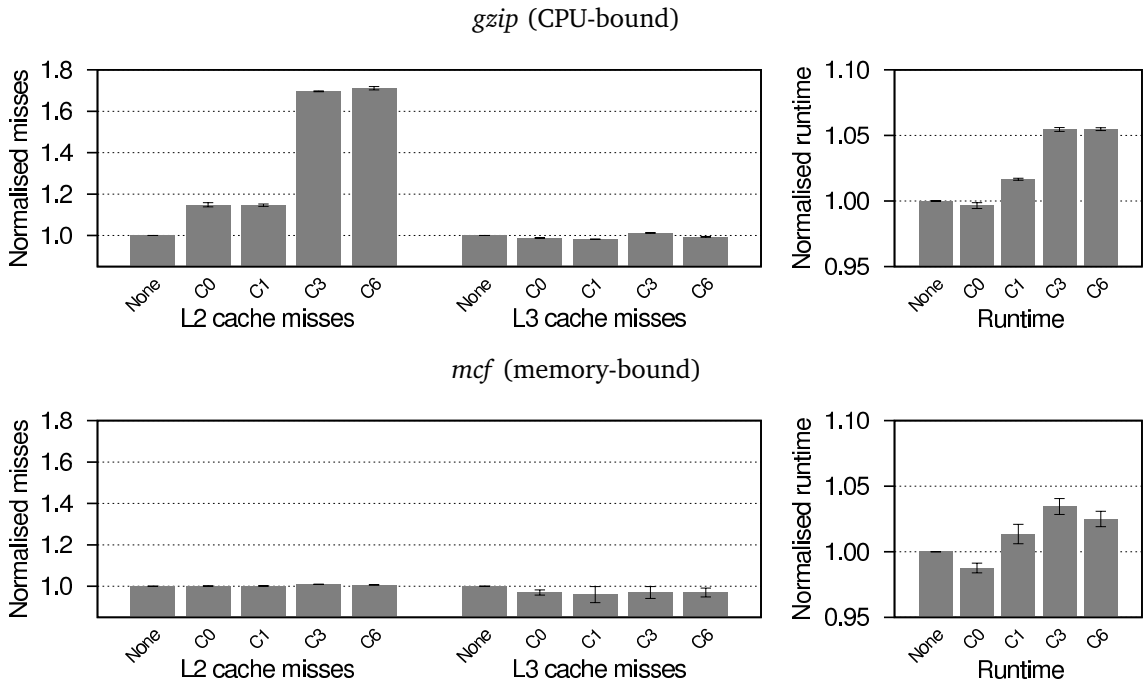 gzip (CPU-bound)
Normalised misses
1.8
1.6
1.4
1.2
1.0
None C0 C1 C3 C6
L2 cache misses
None C0 C1 C3 C6
L3 cache misses
Normalised runtime
1.10
1.05
1.00
0.95
None C0 C1 C3 C6
Runtime
mcf (memory-bound)
Normalised misses
1.8
1.6
1.4
1.2
1.0
None C0 C1 C3 C6
L2 cache misses
None C0 C1 C3 C6
L3 cache misses
Normalised runtime
1.10
1.05
1.00
0.95
None C0 C1 C3 C6
Runtime